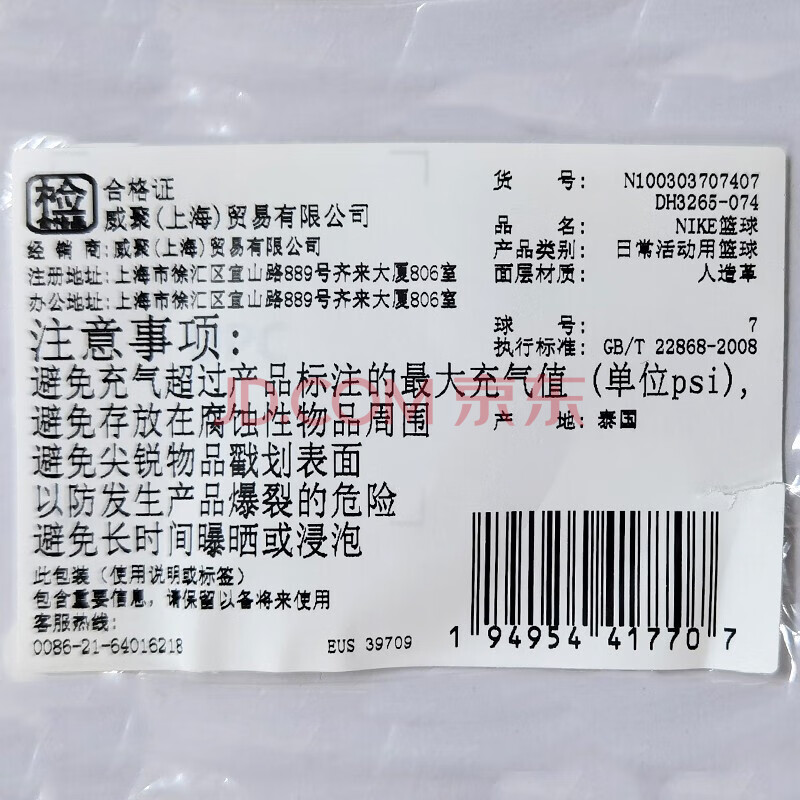 检 合格证
威聚(上海)贸易有限公司
经 销 商:威聚(上海)贸易有限公司
注册地址:上海市徐汇区宜山路889号齐来大厦806室
办公地址:上海市徐汇区宜山路889号齐来大厦806室
货 号: N100303707407
DH3265-074
品 名: NIKE篮球
产品类别: 日常活动用篮球
面层材质: 人造革
球 号: 7
执行标准: GB/T 22868-2008
产 地: 泰国
注意事项:
避免充气超过产品标注的最大充气值 (单位psi),
避免存放在腐蚀性物品周围
避免尖锐物品戳划表面
以防发生产品爆裂的危险
避免长时间曝晒或浸泡
此包装 (使用说明或标签)
包含重要信息, 请保留以备将来使用
客服热线:
0086-21-64016218
EUS 39709
1 94954 41770 7
JD.COM 京东